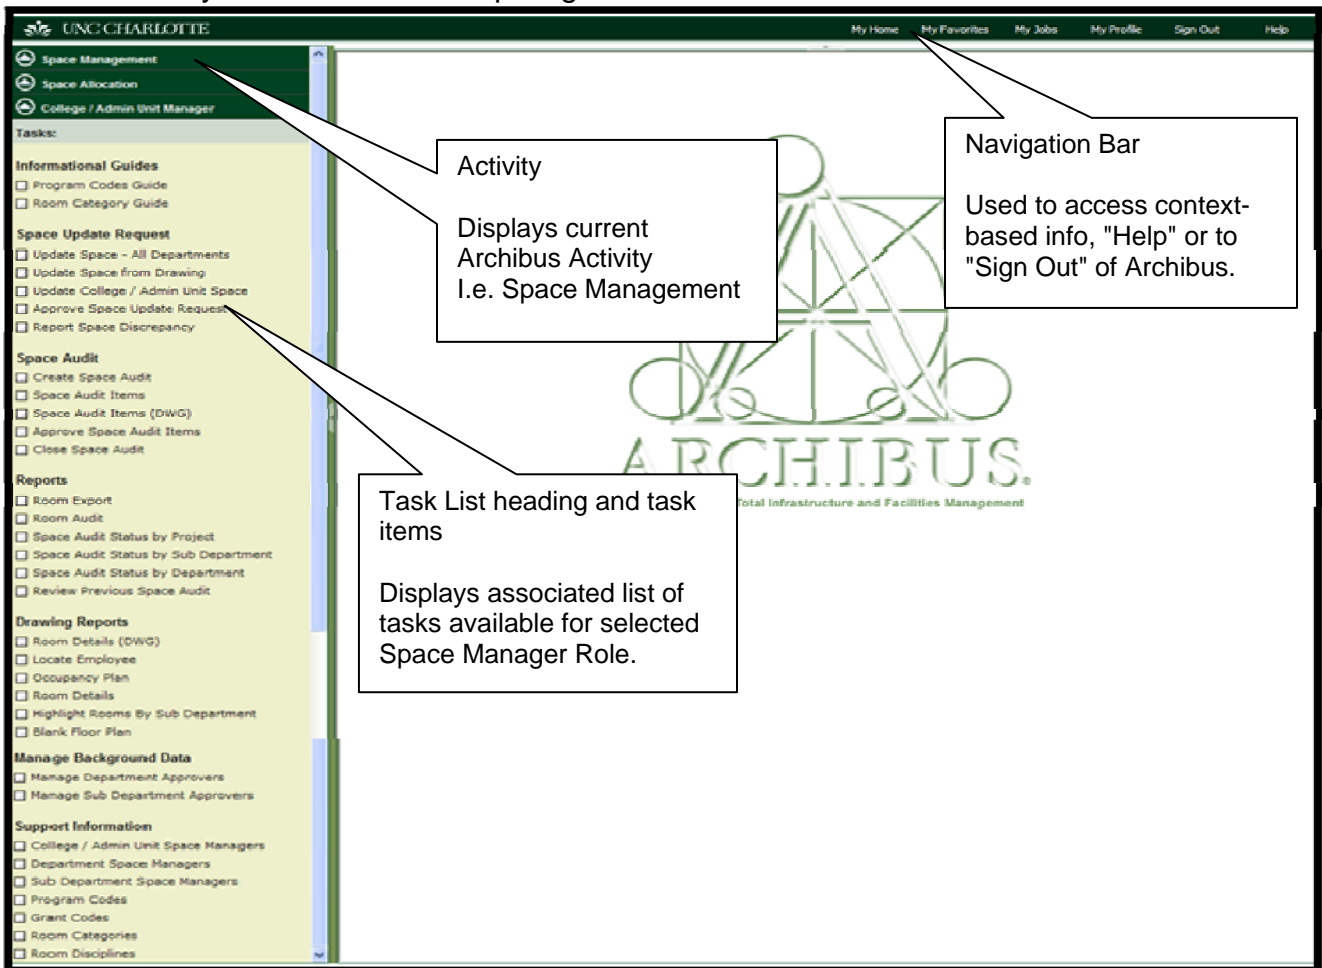 UNC CHARLOTTE
My Home My Favorites My Jobs My Profile Sign Out Help
Space Management
Space Allocation
College / Admin Unit Manager
Tasks:
Informational Guides
Program Codes Guide
Room Category Guide
Space Update Request
Update Space - All Departments
Update Space from Drawing
Update College / Admin Unit Space
Approve Space Update Request
Report Space Discrepancy
Space Audit
Create Space Audit
Space Audit Items
Space Audit Items (DWG)
Approve Space Audit Items
Close Space Audit
Reports
Room Export
Room Audit
Space Audit Status by Project
Space Audit Status by Sub Department
Space Audit Status by Department
Review Previous Space Audit
Drawing Reports
Room Details (DWG)
Locate Employee
Occupancy Plan
Room Details
Highlight Rooms By Sub Department
Blank Floor Plan
Manage Background Data
Manage Department Approvers
Manage Sub Department Approvers
Support Information
College / Admin Unit Space Managers
Department Space Managers
Sub Department Space Managers
Program Codes
Grant Codes
Room Categories
Room Disciplines
Activity
Displays current
Archibus Activity
I.e. Space Management
Navigation Bar
Used to access context-
based info, "Help" or to
"Sign Out" of Archibus.
ARCHIBUS.
Total Infrastructure and Facilities Management
Task List heading and task
items
Displays associated list of
tasks available for selected
Space Manager Role.